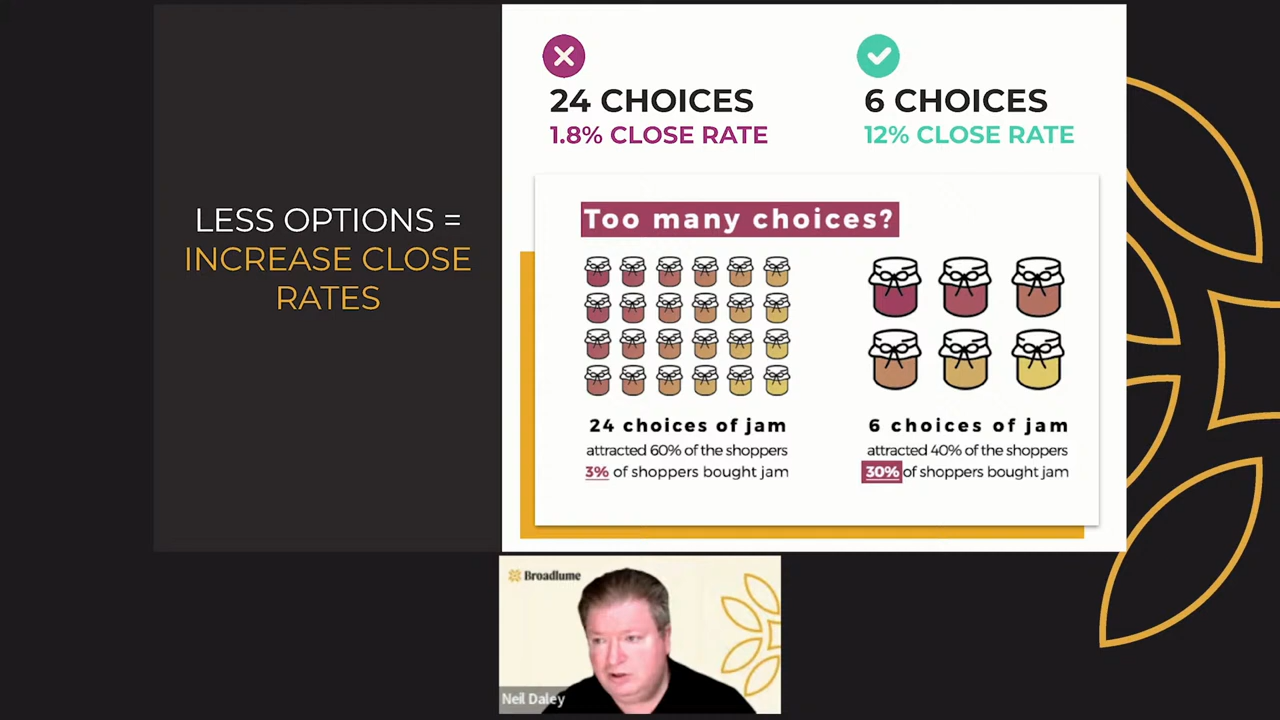 LESS OPTIONS =
INCREASE CLOSE
RATES
24 CHOICES
1.8% CLOSE RATE
6 CHOICES
12% CLOSE RATE
Too many choices?
24 choices of jam
attracted 60% of the shoppers
3% of shoppers bought jam
6 choices of jam
attracted 40% of the shoppers
30% of shoppers bought jam
Broadlume
Neil Daley